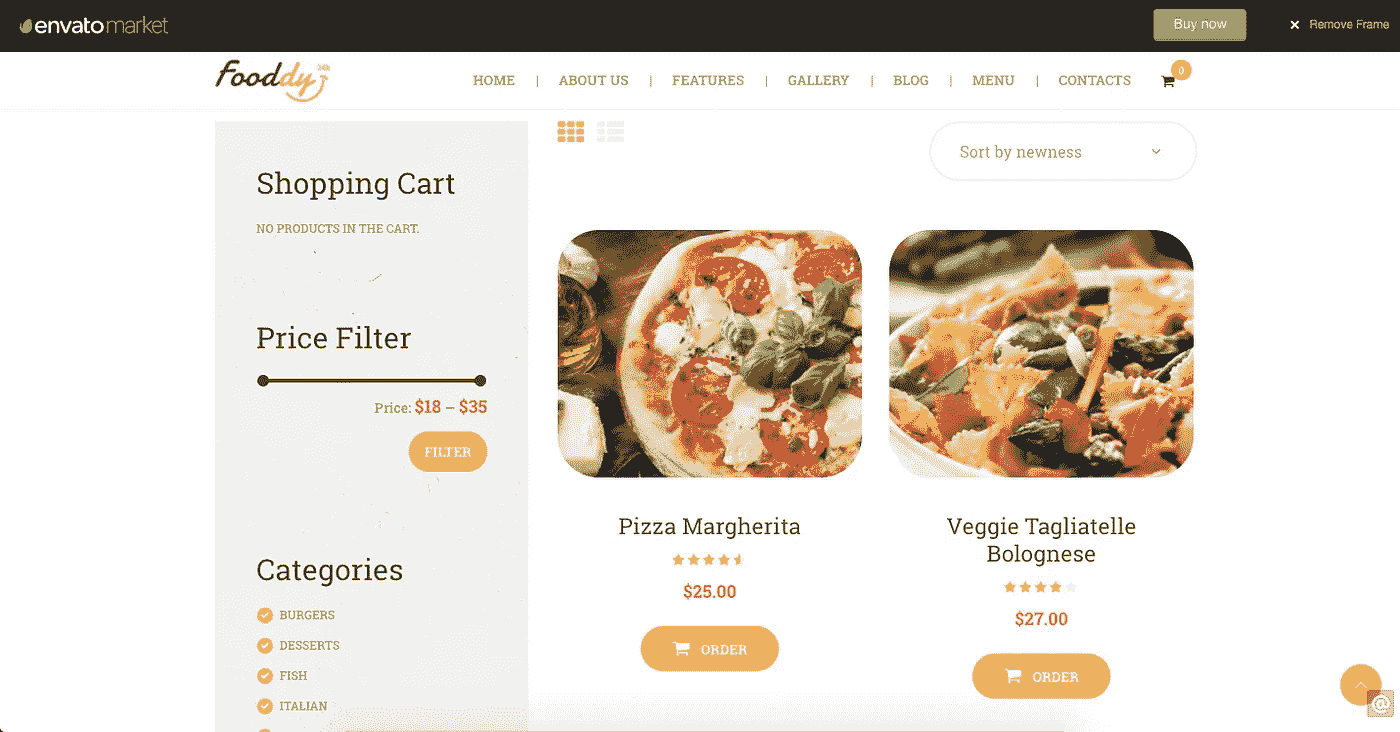 envato market
Buy now
Remove Frame
Fooddy
HOME | ABOUT US | FEATURES | GALLERY | BLOG | MENU | CONTACTS
0
Shopping Cart
NO PRODUCTS IN THE CART.
Price Filter
Price: $18 – $35
FILTER
Categories
BURGERS
DESSERTS
FISH
ITALIAN
Sort by newness
Pizza Margherita
$25.00
ORDER
Veggie Tagliatelle
Bolognese
$27.00
ORDER
@